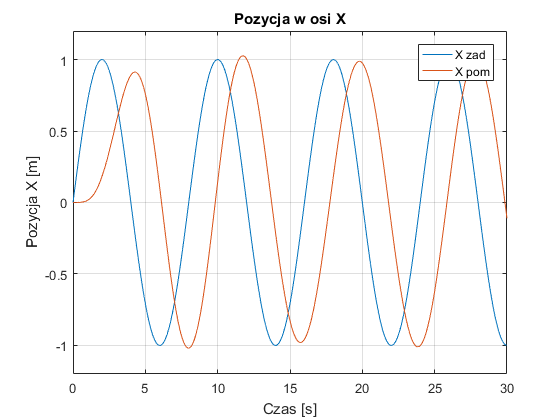 Pozycja w osi X
X zad
X pom
1
0.5
0
-0.5
-1
Pozycja X [m]
0 5 10 15 20 25 30
Czas [s]